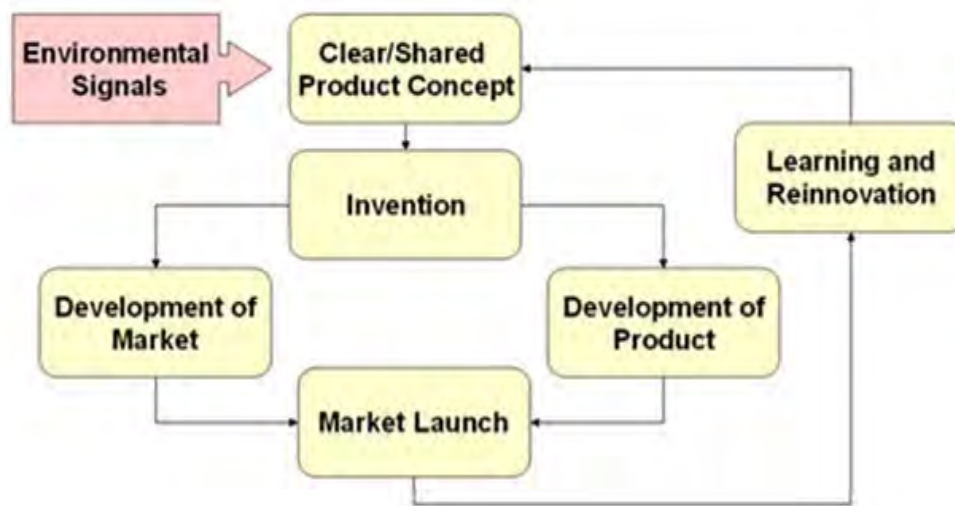 Environmental
Signals
Clear/Shared
Product Concept
Learning and
Reinnovation
Invention
Development of
Market
Development of
Product
Market Launch